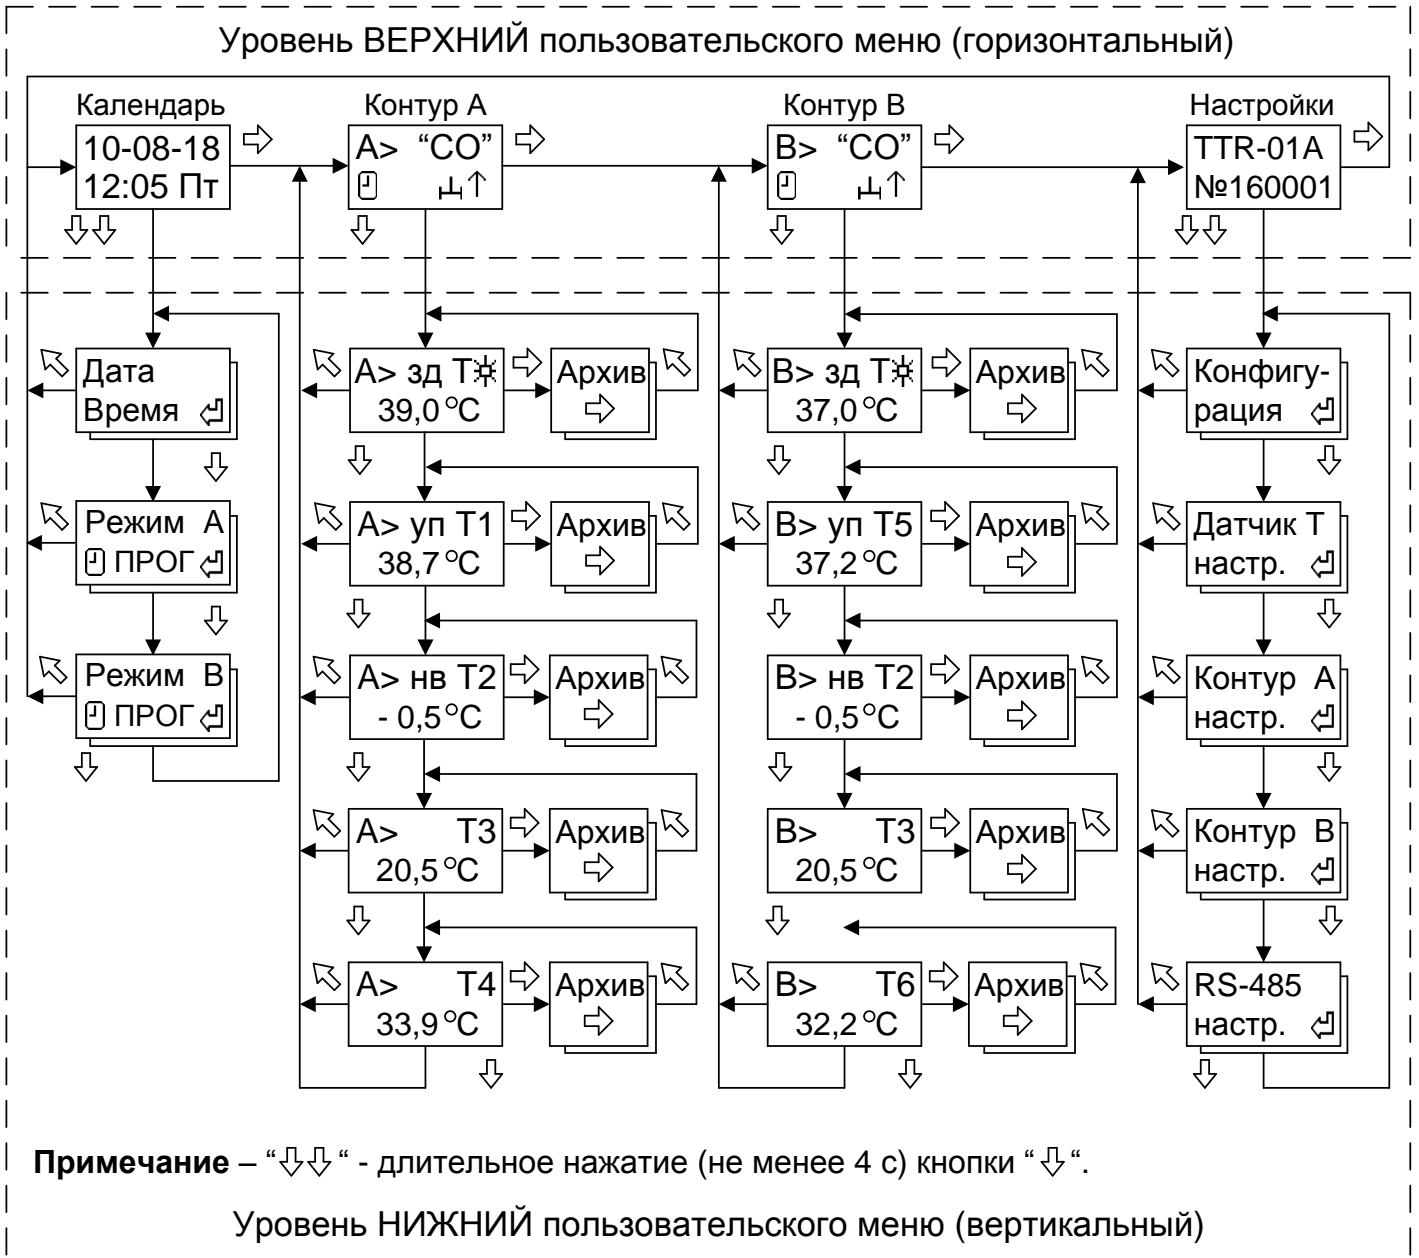 Уровень ВЕРХНИЙ пользовательского меню (горизонтальный)
Календарь
10-08-18
12:05 Пт
Контур А
A> “СО”
Контур В
B> “СО”
Настройки
TTR-01A
№160001
Дата
Время
Режим А
ПРОГ
Режим В
ПРОГ
A> зд Т
39,0 °C
Архив
A> уп Т1
38,7 °C
Архив
A> нв Т2
- 0,5 °C
Архив
A> Т3
20,5 °C
Архив
A> Т4
33,9 °C
Архив
B> зд Т
37,0 °C
Архив
B> уп Т5
37,2 °C
Архив
B> нв Т2
- 0,5 °C
Архив
B> Т3
20,5 °C
Архив
B> Т6
32,2 °C
Архив
Конфигу-
рация
Датчик Т
настр.
Контур А
настр.
Контур В
настр.
RS-485
настр.
Примечание – “⇩⇩ “ - длительное нажатие (не менее 4 с) кнопки “ ⇩ “.
Уровень НИЖНИЙ пользовательского меню (вертикальный)